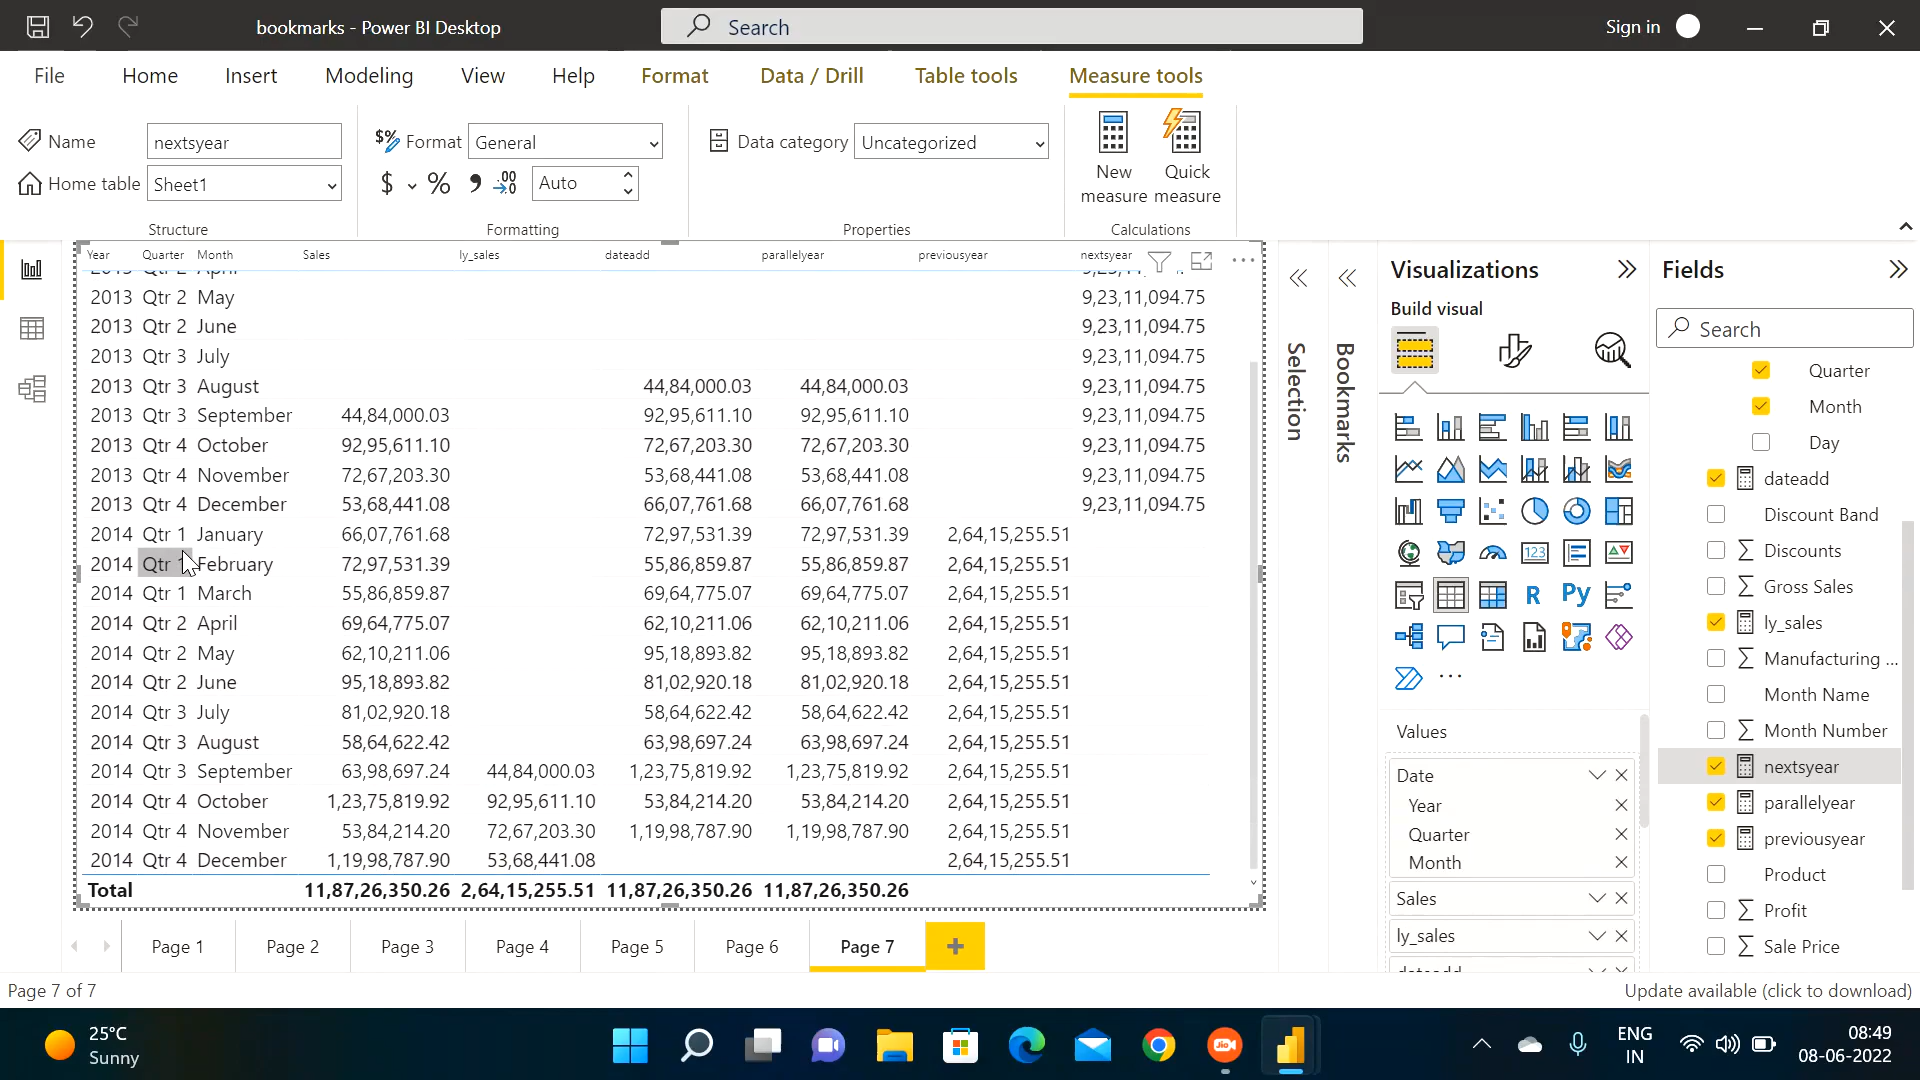 bookmarks - Power BI Desktop
Search
Sign in
File Home Insert Modeling View Help Format Data / Drill Table tools Measure tools
Name nextsyear
Home table Sheet1
Structure
$% Format General
$ % , .00 Auto
Formatting
Data category Uncategorized
Properties
New measure
Quick measure
Calculations
Year Quarter Month Sales ly_sales dateadd parallelyear previousyear nextsyear
2013 Qtr 2 April
2013 Qtr 2 May 9,23,11,094.75
2013 Qtr 2 June 9,23,11,094.75
2013 Qtr 3 July 9,23,11,094.75
2013 Qtr 3 August 44,84,000.03 44,84,000.03 9,23,11,094.75
2013 Qtr 3 September 44,84,000.03 92,95,611.10 92,95,611.10 9,23,11,094.75
2013 Qtr 4 October 92,95,611.10 72,67,203.30 72,67,203.30 9,23,11,094.75
2013 Qtr 4 November 72,67,203.30 53,68,441.08 53,68,441.08 9,23,11,094.75
2013 Qtr 4 December 53,68,441.08 66,07,761.68 66,07,761.68 9,23,11,094.75
2014 Qtr 1 January 66,07,761.68 72,97,531.39 72,97,531.39 2,64,15,255.51
2014 Qtr 1 February 72,97,531.39 55,86,859.87 55,86,859.87 2,64,15,255.51
2014 Qtr 1 March 55,86,859.87 69,64,775.07 69,64,775.07 2,64,15,255.51
2014 Qtr 2 April 69,64,775.07 62,10,211.06 62,10,211.06 2,64,15,255.51
2014 Qtr 2 May 62,10,211.06 95,18,893.82 95,18,893.82 2,64,15,255.51
2014 Qtr 2 June 95,18,893.82 81,02,920.18 81,02,920.18 2,64,15,255.51
2014 Qtr 3 July 81,02,920.18 58,64,622.42 58,64,622.42 2,64,15,255.51
2014 Qtr 3 August 58,64,622.42 63,98,697.24 63,98,697.24 2,64,15,255.51
2014 Qtr 3 September 63,98,697.24 44,84,000.03 1,23,75,819.92 1,23,75,819.92 2,64,15,255.51
2014 Qtr 4 October 1,23,75,819.92 92,95,611.10 53,84,214.20 53,84,214.20 2,64,15,255.51
2014 Qtr 4 November 53,84,214.20 72,67,203.30 1,19,98,787.90 1,19,98,787.90 2,64,15,255.51
2014 Qtr 4 December 1,19,98,787.90 53,68,441.08 2,64,15,255.51
Total 11,87,26,350.26 2,64,15,255.51 11,87,26,350.26 11,87,26,350.26
Selection
Bookmarks
Visualizations
Build visual
123
R Py
...
Values
Date
Year
Quarter
Month
Sales
ly_sales
dateadd
Fields
Search
Quarter
Month
Day
dateadd
Discount Band
Discounts
Gross Sales
ly_sales
Manufacturing ...
Month Name
Month Number
nextsyear
parallelyear
previousyear
Product
Profit
Sale Price
Page 1 Page 2 Page 3 Page 4 Page 5 Page 6 Page 7 +
Page 7 of 7
Update available (click to download)
25°C
Sunny
Jio
ENG
IN
08:49
08-06-2022